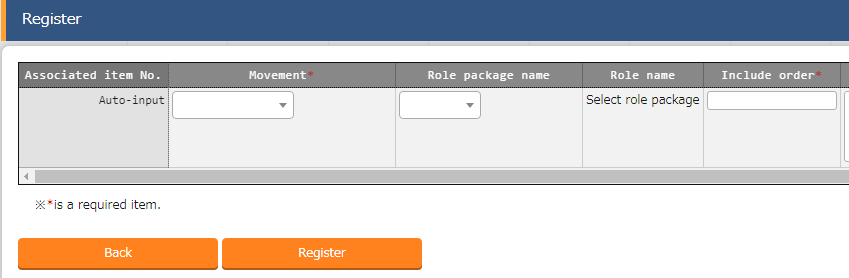 Register
Associated item No. Movement* Role package name Role name Include order*
Auto-input Select role package
※*is a required item.
Back Register